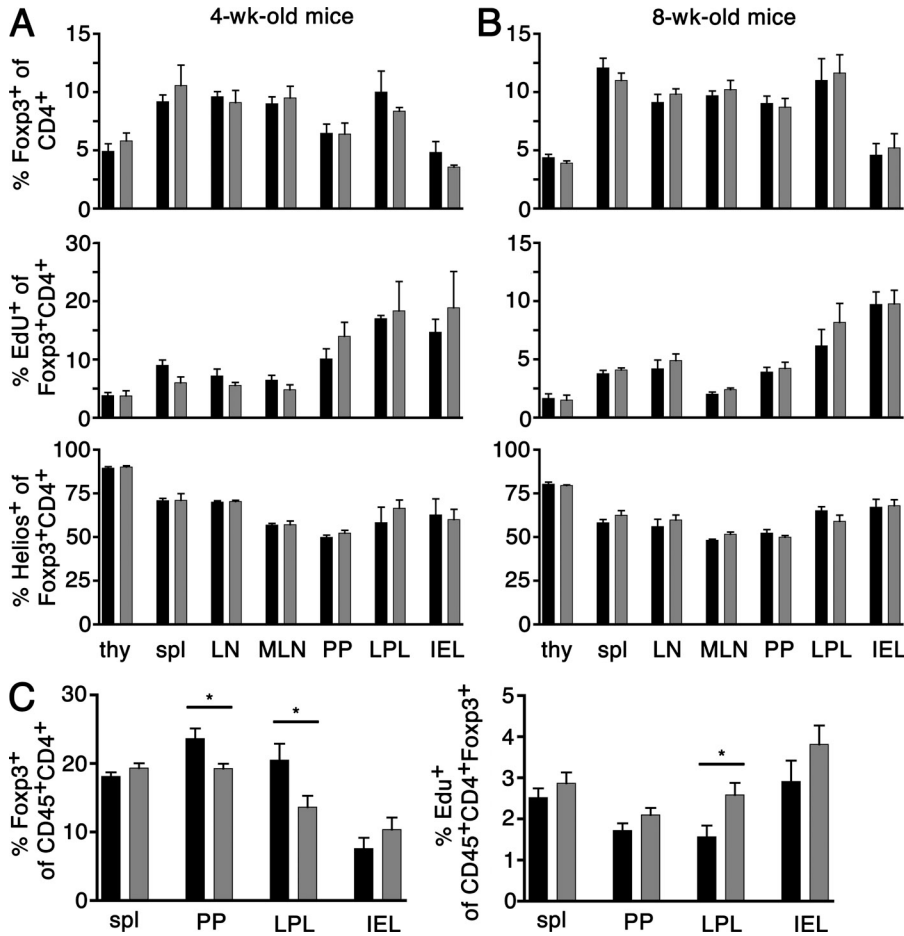 A
4-wk-old mice
B
8-wk-old mice
% Foxp3+ of
CD4+
15
10
5
0
15
10
5
0
% EdU+ of
Foxp3+CD4+
30
20
10
0
15
10
5
0
% Helios+ of
Foxp3+CD4+
100
75
50
25
0
100
75
50
25
0
thy spl LN MLN PP LPL IEL
thy spl LN MLN PP LPL IEL
C
% Foxp3+
of CD45+CD4+
30
20
10
0
*
*
spl PP LPL IEL
% Edu+
of CD45+CD4+Foxp3+
5
4
3
2
1
0
*
spl PP LPL IEL